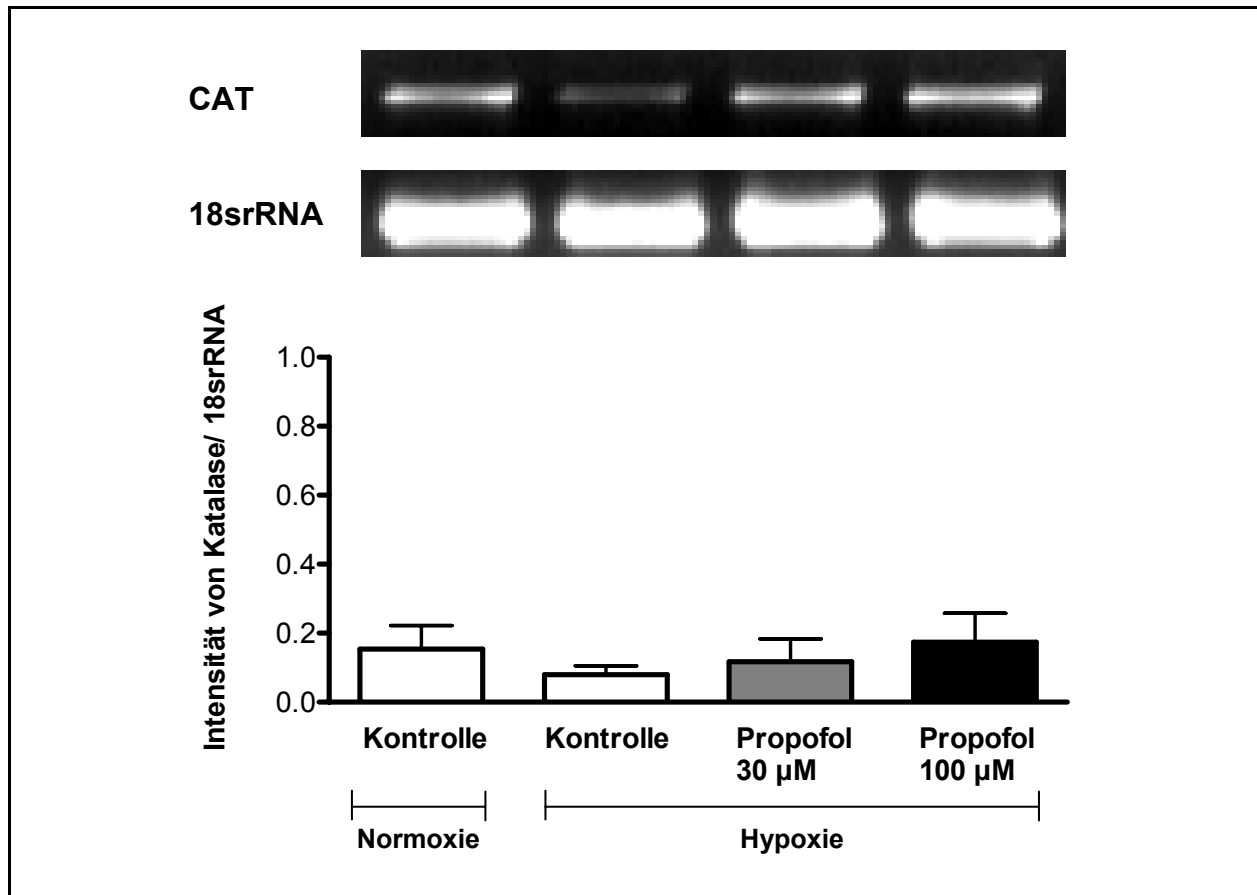 CAT
18srRNA
Intensität von Katalase/ 18srRNA
1.0
0.8
0.6
0.4
0.2
0.0
Kontrolle
Kontrolle
Propofol
30 µM
Propofol
100 µM
Normoxie
Hypoxie